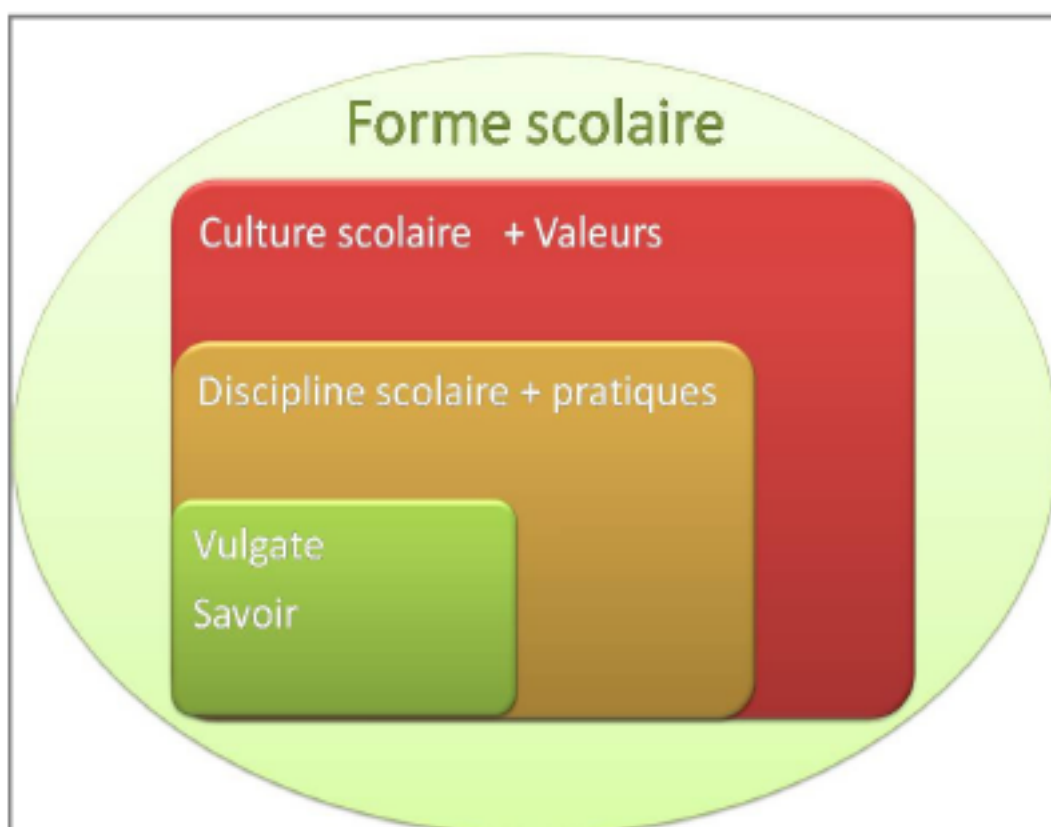 Forme scolaire
Culture scolaire + Valeurs
Discipline scolaire + pratiques
Vulgate
Savoir